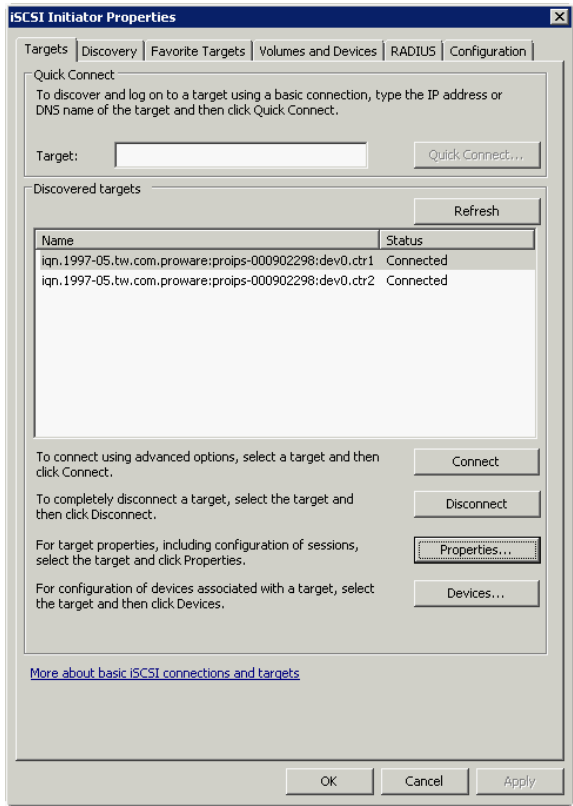 iSCSI Initiator Properties
Targets Discovery Favorite Targets Volumes and Devices RADIUS Configuration
Quick Connect
To discover and log on to a target using a basic connection, type the IP address or
DNS name of the target and then click Quick Connect.
Target: Quick Connect...
Discovered targets
Refresh
Name Status
iqn.1997-05.tw.com.proware:proips-000902298:dev0.ctr1 Connected
iqn.1997-05.tw.com.proware:proips-000902298:dev0.ctr2 Connected
To connect using advanced options, select a target and then
click Connect.
Connect
To completely disconnect a target, select the target and
then click Disconnect.
Disconnect
For target properties, including configuration of sessions,
select the target and click Properties.
Properties...
For configuration of devices associated with a target, select
the target and then click Devices.
Devices...
More about basic iSCSI connections and targets
OK Cancel Apply